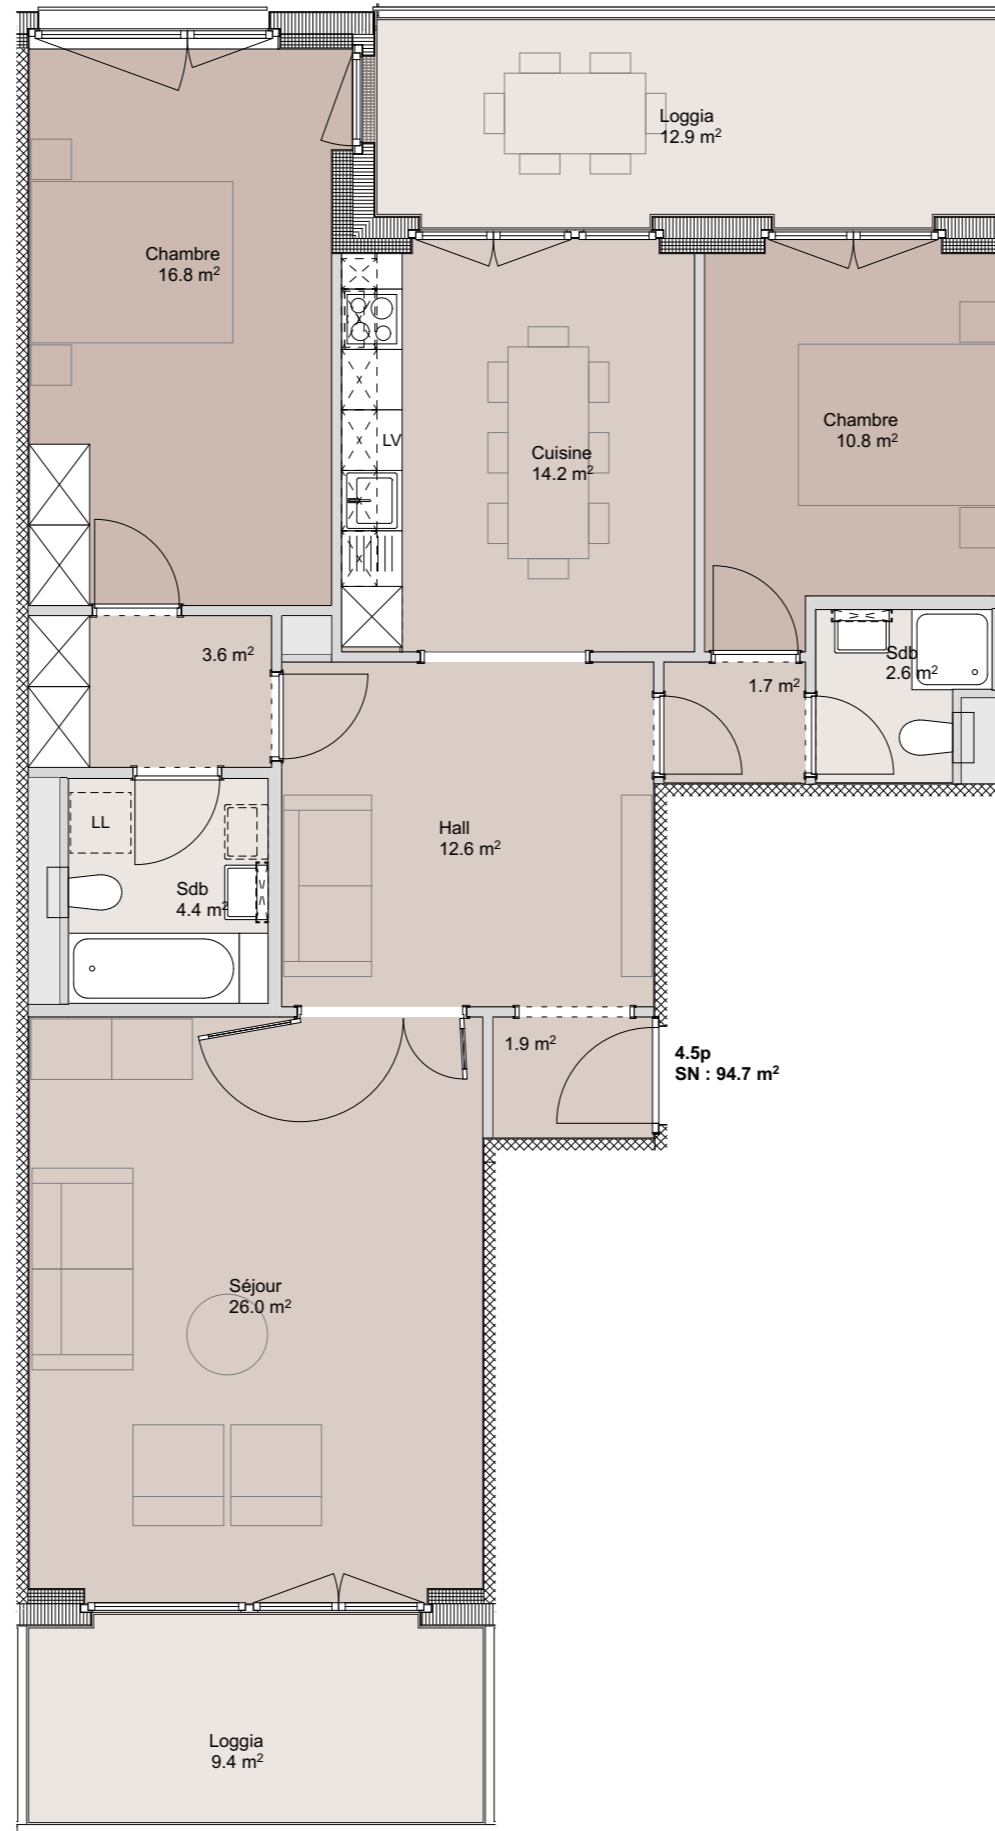 Loggia
12.9 m²
Chambre
16.8 m²
Chambre
10.8 m²
LV
Cuisine
14.2 m²
3.6 m²
Sdb
2.6 m²
1.7 m²
LL
Hall
12.6 m²
Sdb
4.4 m²
1.9 m²
4.5p
SN : 94.7 m²
Séjour
26.0 m²
Loggia
9.4 m²